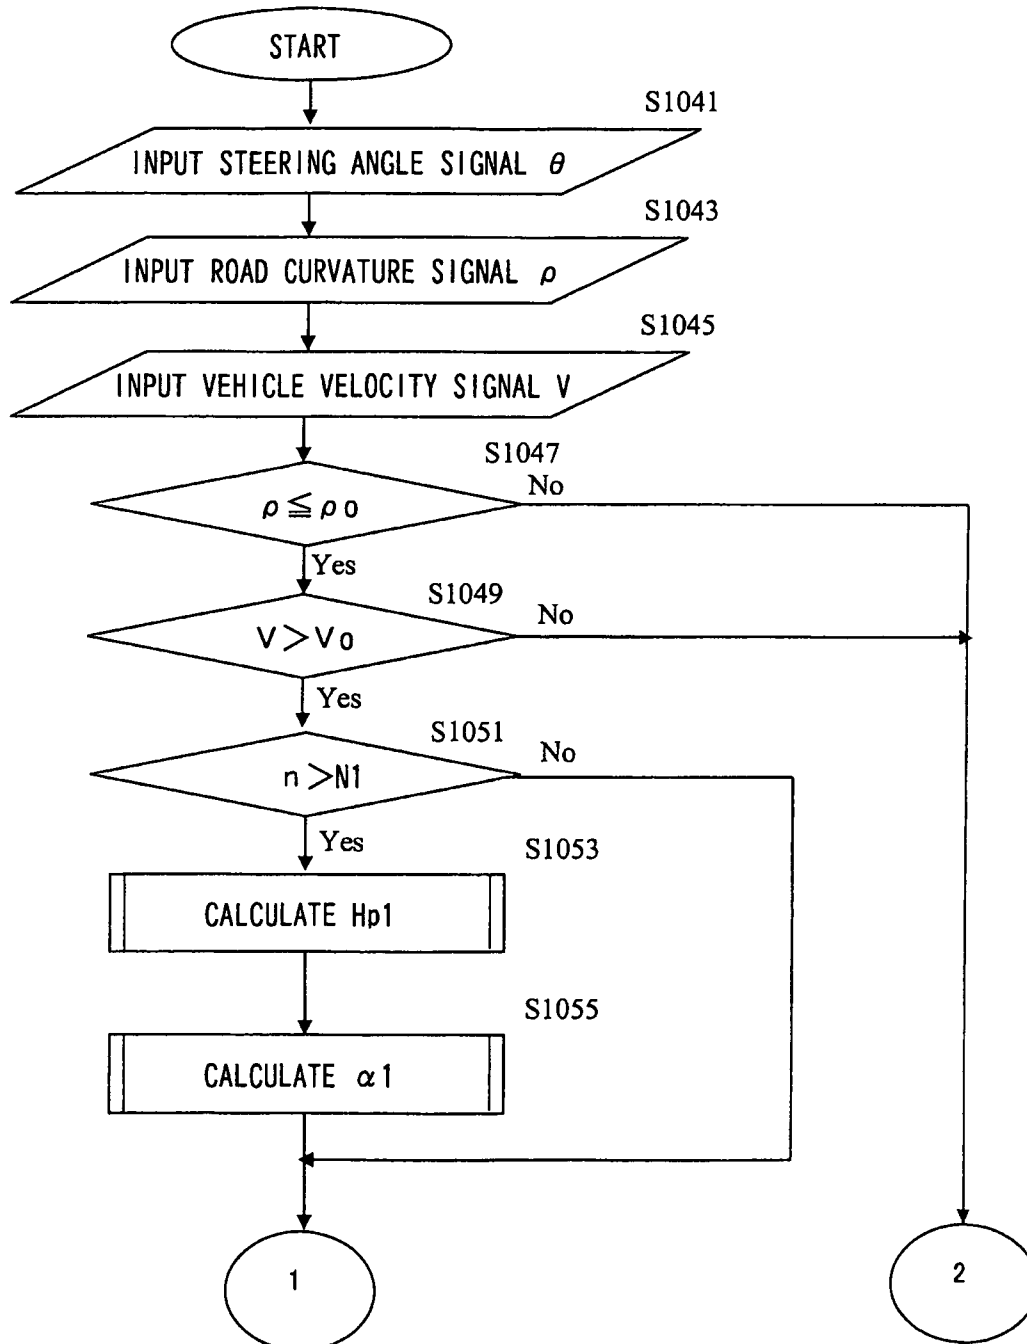 START
S1041
INPUT STEERING ANGLE SIGNAL θ
S1043
INPUT ROAD CURVATURE SIGNAL ρ
S1045
INPUT VEHICLE VELOCITY SIGNAL V
S1047
ρ ≦ ρ0
No
Yes
S1049
V > V0
No
Yes
S1051
n > N1
No
Yes
S1053
CALCULATE Hp1
S1055
CALCULATE α1
1
2